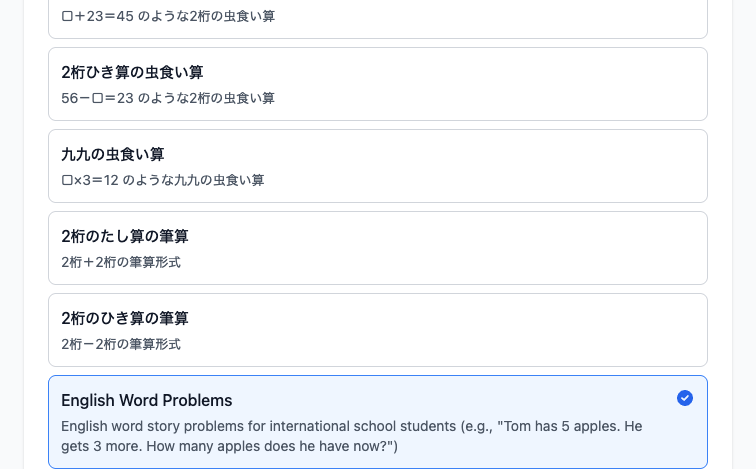 □＋23＝45 のような2桁の虫食い算
2桁ひき算の虫食い算
56－□＝23 のような2桁の虫食い算
九九の虫食い算
□×3＝12 のような九九の虫食い算
2桁のたし算の筆算
2桁＋2桁の筆算形式
2桁のひき算の筆算
2桁－2桁の筆算形式
English Word Problems
English word story problems for international school students (e.g., "Tom has 5 apples. He
gets 3 more. How many apples does he have now?")